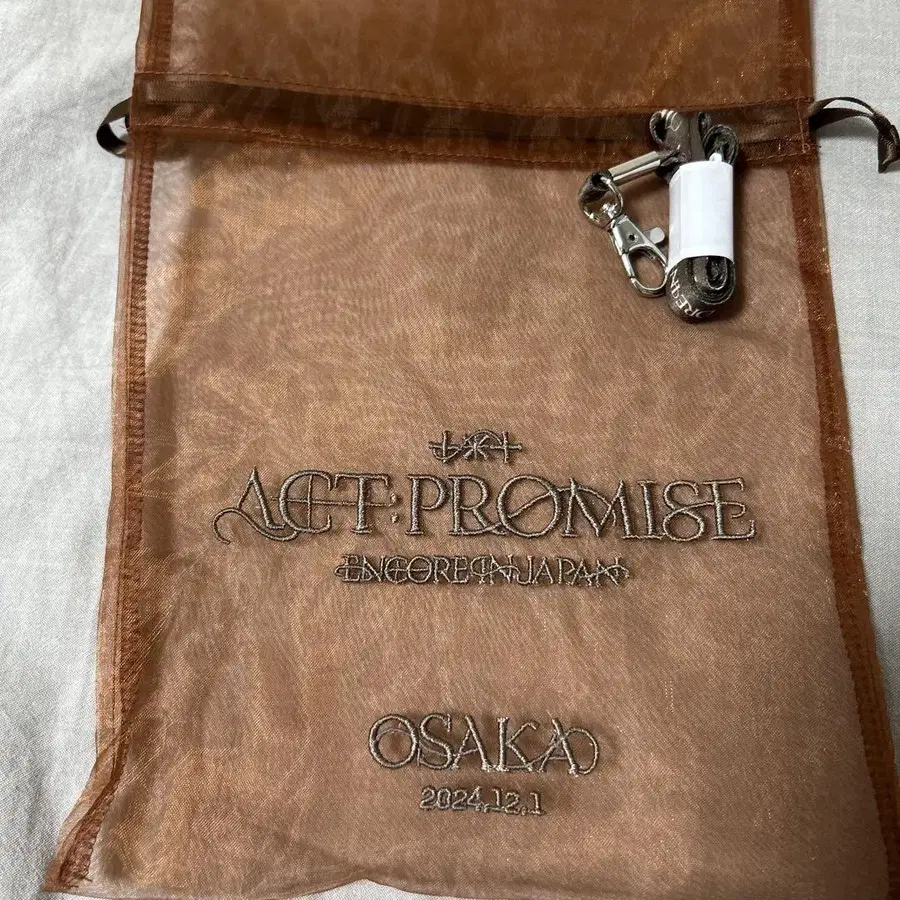 ACT:PROMISE
ENCORE IN JAPAN
OSAKA
2024.12.1